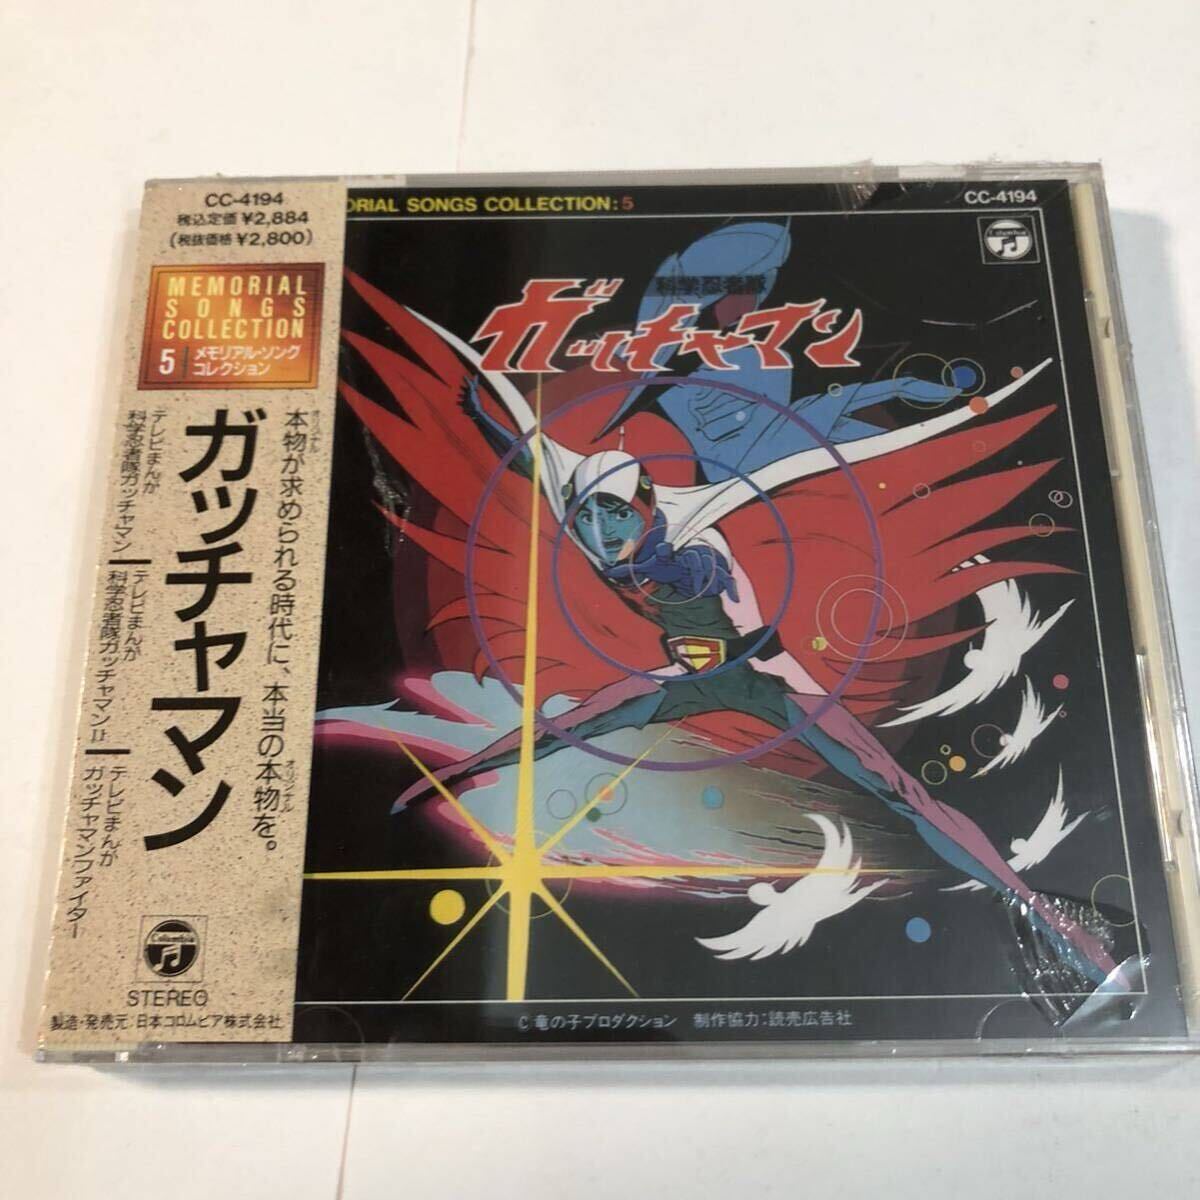 CC-4194
税込定価 ¥2,884
(税抜価格 ¥2,800)
MEMORIAL
SONGS
COLLECTION
5 メモリアル・ソング
コレクション
本物が求められる時代に、本当の本物を。
オリジナル
オリジナル
ガッチャマン
テレビまんが
科学忍者隊ガッチャマン
テレビまんが
科学忍者隊ガッチャマンII
テレビまんが
ガッチャマンファイター
Columbia
STEREO
製造・発売元:日本コロムビア株式会社
ORIAL SONGS COLLECTION:5
CC-4194
Columbia
科学忍者隊
ガッチャマン
C 竜の子プロダクション 制作協力:読売広告社